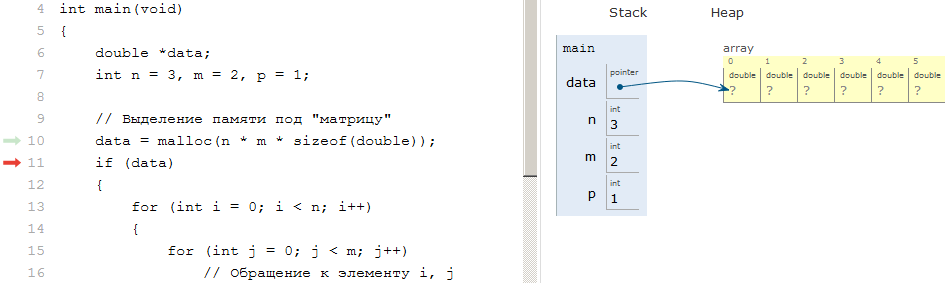 4 int main(void)
5 {
6 double *data;
7 int n = 3, m = 2, p = 1;
8
9 // Выделение памяти под "матрицу"
10 data = malloc(n * m * sizeof(double));
11 if (data)
12 {
13 for (int i = 0; i < n; i++)
14 {
15 for (int j = 0; j < m; j++)
16 // Обращение к элементу i, j
Stack Heap
main
data pointer
n int 3
m int 2
p int 1
array
0 1 2 3 4 5
double double double double double double
? ? ? ? ? ?